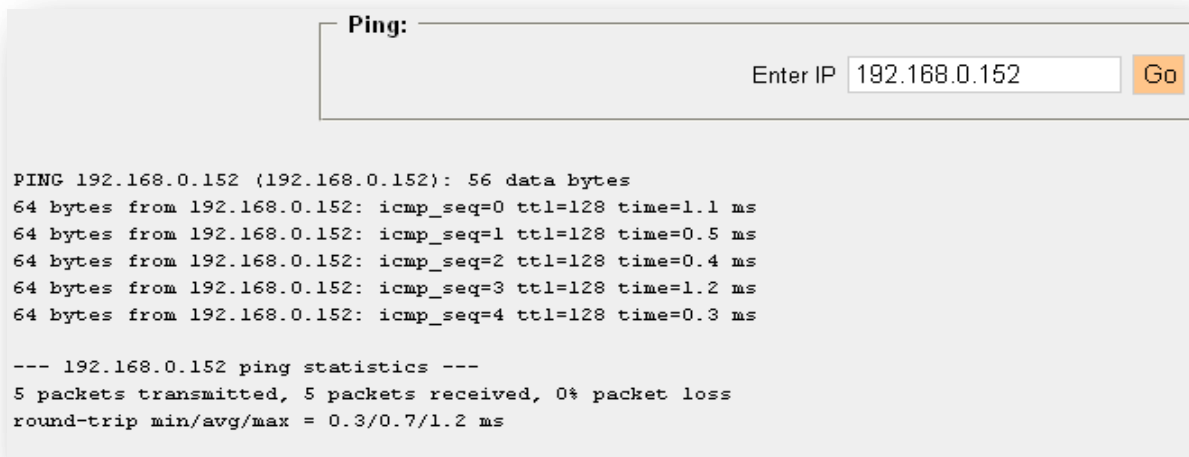 Ping:
Enter IP 192.168.0.152 Go
PING 192.168.0.152 (192.168.0.152): 56 data bytes
64 bytes from 192.168.0.152: icmp_seq=0 ttl=128 time=1.1 ms
64 bytes from 192.168.0.152: icmp_seq=1 ttl=128 time=0.5 ms
64 bytes from 192.168.0.152: icmp_seq=2 ttl=128 time=0.4 ms
64 bytes from 192.168.0.152: icmp_seq=3 ttl=128 time=1.2 ms
64 bytes from 192.168.0.152: icmp_seq=4 ttl=128 time=0.3 ms
--- 192.168.0.152 ping statistics ---
5 packets transmitted, 5 packets received, 0% packet loss
round-trip min/avg/max = 0.3/0.7/1.2 ms